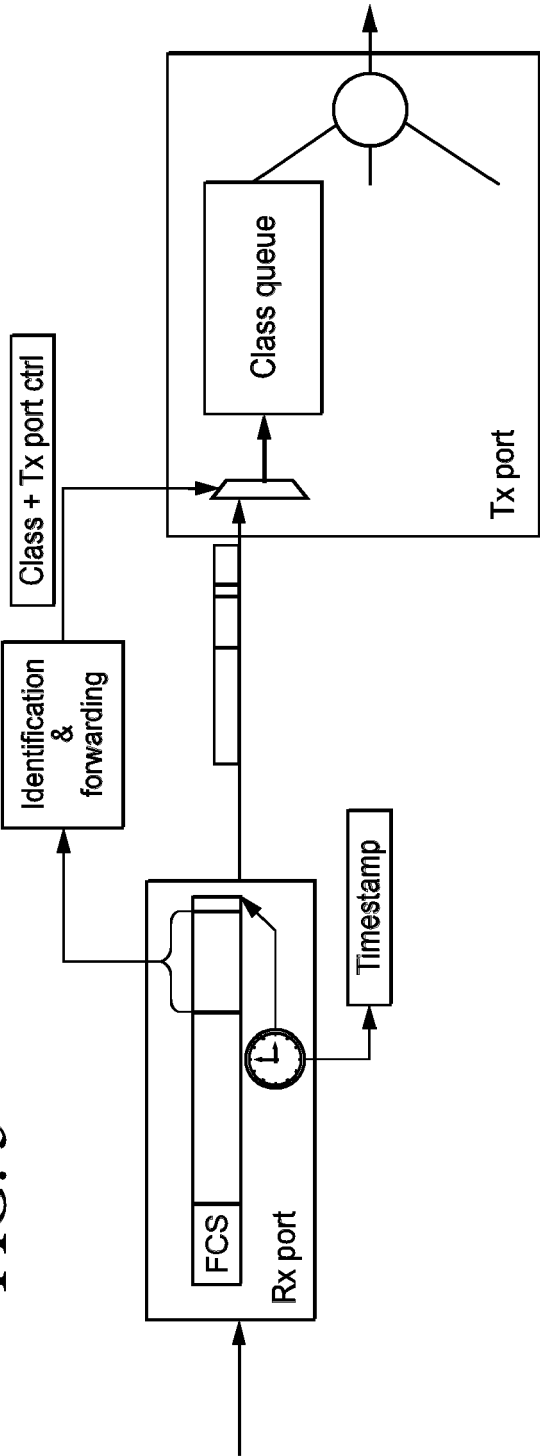 FCS
Rx port
Timestamp
Identification
&
forwarding
Class + Tx port ctrl
Class queue
Tx port